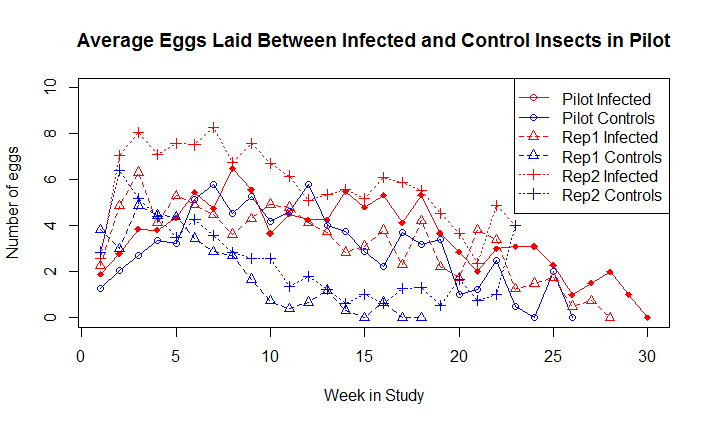 Average Eggs Laid Between Infected and Control Insects in Pilot
Number of eggs
10
8
6
4
2
0
Pilot Infected
Pilot Controls
Rep1 Infected
Rep1 Controls
Rep2 Infected
Rep2 Controls
0 5 10 15 20 25 30
Week in Study